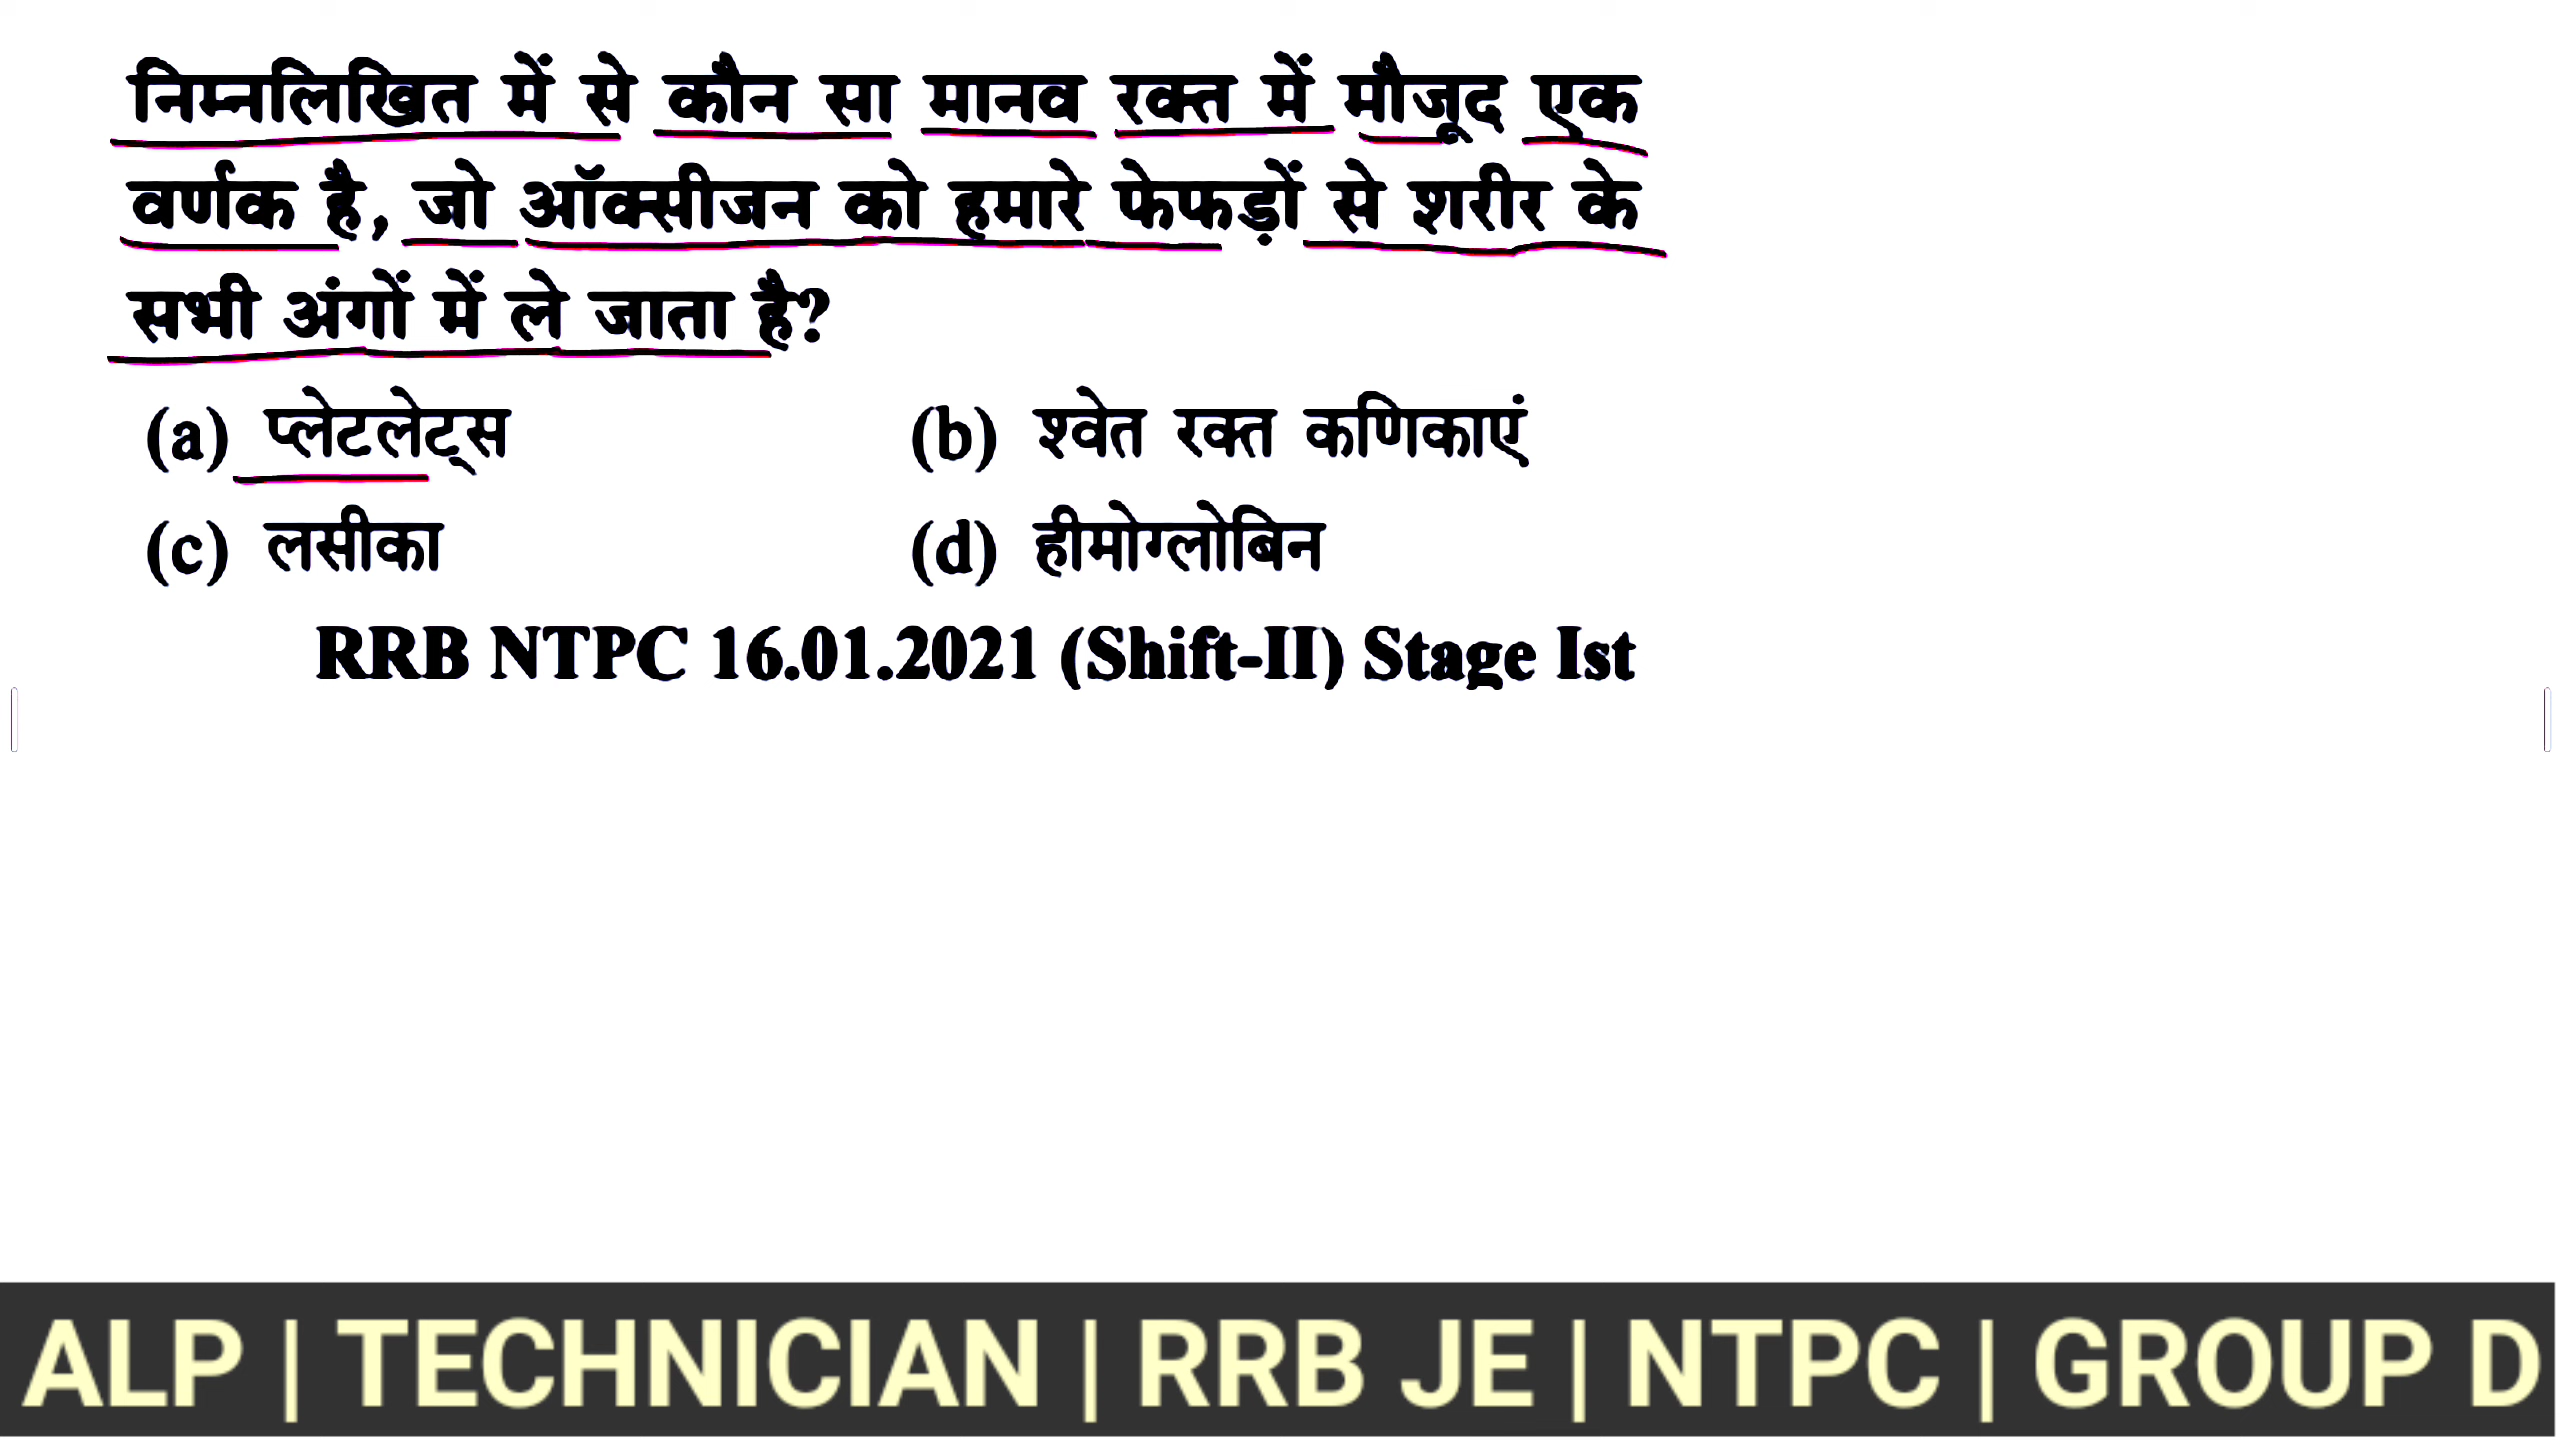 निम्नलिखित में से कौन सा मानव रक्त में मौजूद एक
वर्णक है, जो ऑक्सीजन को हमारे फेफड़ों से शरीर के
सभी अंगों में ले जाता है?
(a) प्लेटलेट्स (b) श्वेत रक्त कणिकाएं
(c) लसीका (d) हीमोग्लोबिन
RRB NTPC 16.01.2021 (Shift-II) Stage Ist
ALP | TECHNICIAN | RRB JE | NTPC | GROUP D